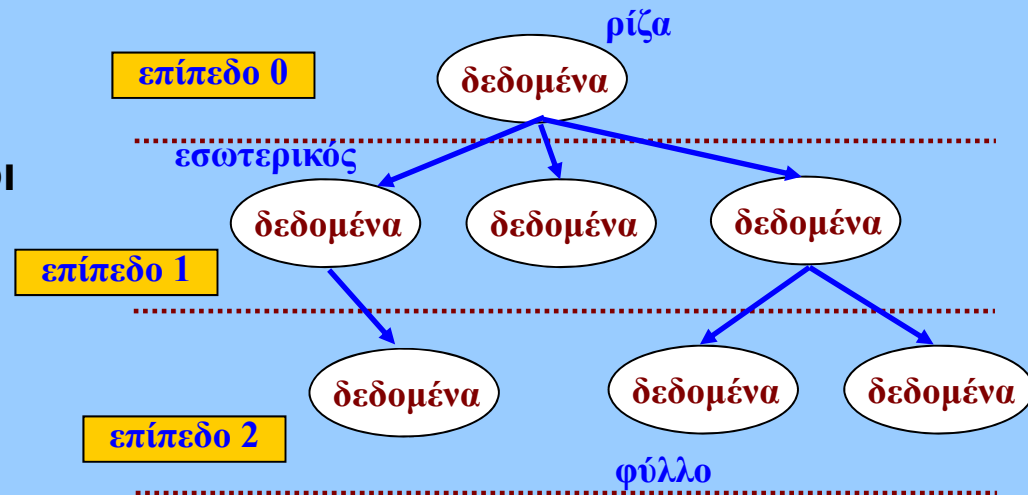 ρίζα
επίπεδο 0
δεδομένα
εσωτερικός
δεδομένα δεδομένα δεδομένα
επίπεδο 1
δεδομένα δεδομένα δεδομένα
επίπεδο 2
φύλλο